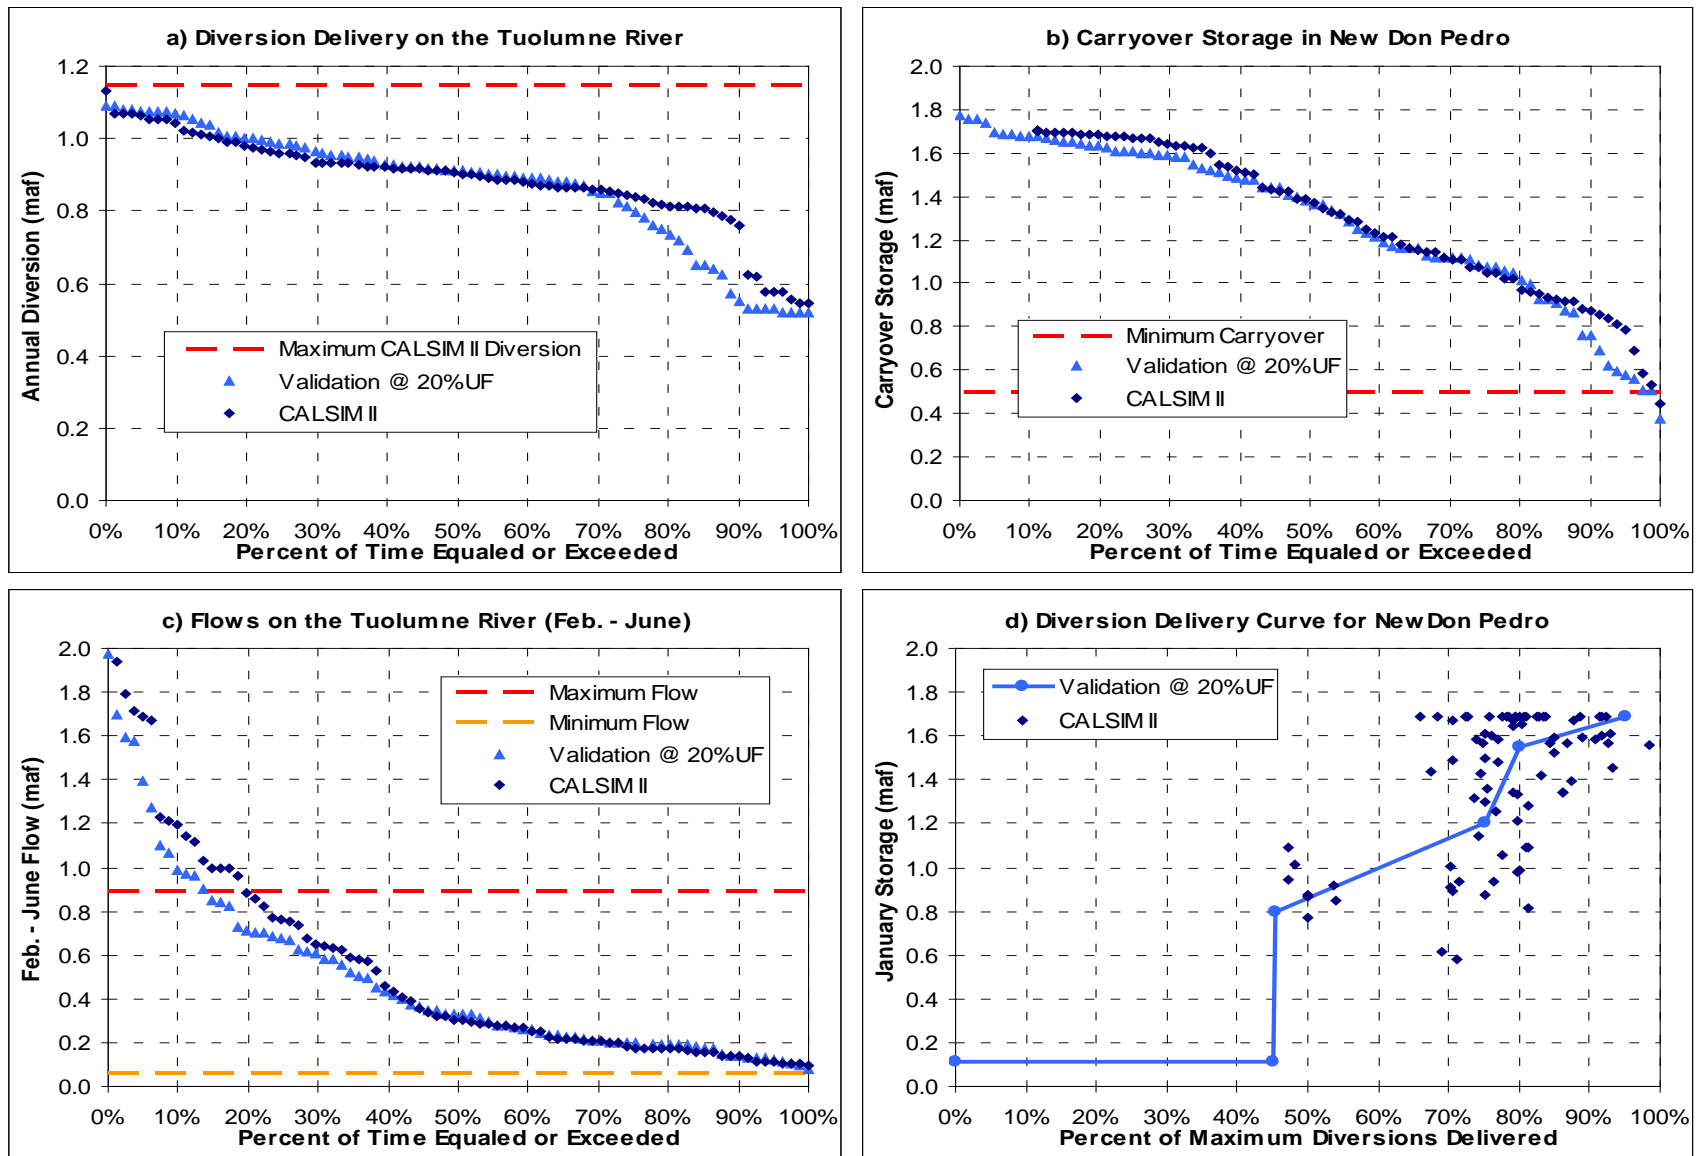 a) Diversion Delivery on the Tuolumne River
Annual Diversion (maf)
1.2
1.0
0.8
0.6
0.4
0.2
0.0
Maximum CALSIM II Diversion
Validation @ 20%UF
CALSIM II
0% 10% 20% 30% 40% 50% 60% 70% 80% 90% 100%
Percent of Time Equaled or Exceeded
b) Carryover Storage in New Don Pedro
Carryover Storage (maf)
2.0
1.8
1.6
1.4
1.2
1.0
0.8
0.6
0.4
0.2
0.0
Minimum Carryover
Validation @ 20%UF
CALSIM II
0% 10% 20% 30% 40% 50% 60% 70% 80% 90% 100%
Percent of Time Equaled or Exceeded
c) Flows on the Tuolumne River (Feb. - June)
Feb. - June Flow (maf)
2.0
1.8
1.6
1.4
1.2
1.0
0.8
0.6
0.4
0.2
0.0
Maximum Flow
Minimum Flow
Validation @ 20%UF
CALSIM II
0% 10% 20% 30% 40% 50% 60% 70% 80% 90% 100%
Percent of Time Equaled or Exceeded
d) Diversion Delivery Curve for New Don Pedro
January Storage (maf)
2.0
1.8
1.6
1.4
1.2
1.0
0.8
0.6
0.4
0.2
0.0
Validation @ 20%UF
CALSIM II
0% 10% 20% 30% 40% 50% 60% 70% 80% 90% 100%
Percent of Maximum Diversions Delivered